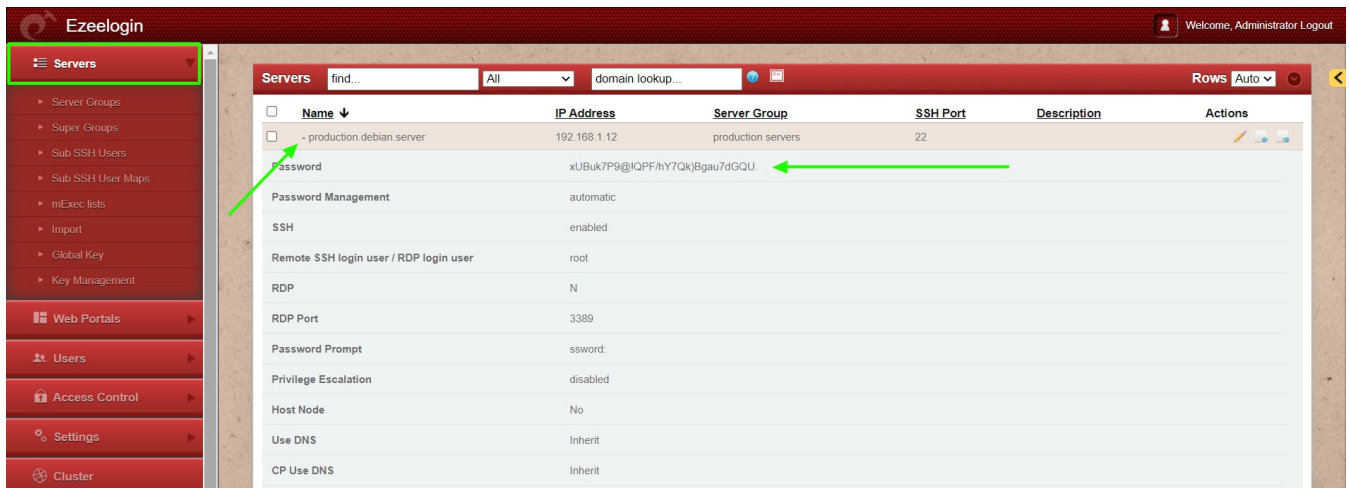 Ezeelogin
Welcome, Administrator Logout
Servers
Server Groups
Super Groups
Sub SSH Users
Sub SSH User Maps
mExec lists
Import
Global Key
Key Management
Web Portals
Users
Access Control
Settings
Cluster
Servers find... All domain lookup... Rows Auto
Name IP Address Server Group SSH Port Description Actions
- production.debian.server 192.168.1.12 production servers 22
Password xUBuk7P9@!QPF/hY7Qk)Bgau7dGQU.
Password Management automatic
SSH enabled
Remote SSH login user / RDP login user root
RDP N
RDP Port 3389
Password Prompt ssword:
Privilege Escalation disabled
Host Node No
Use DNS Inherit
CP Use DNS Inherit